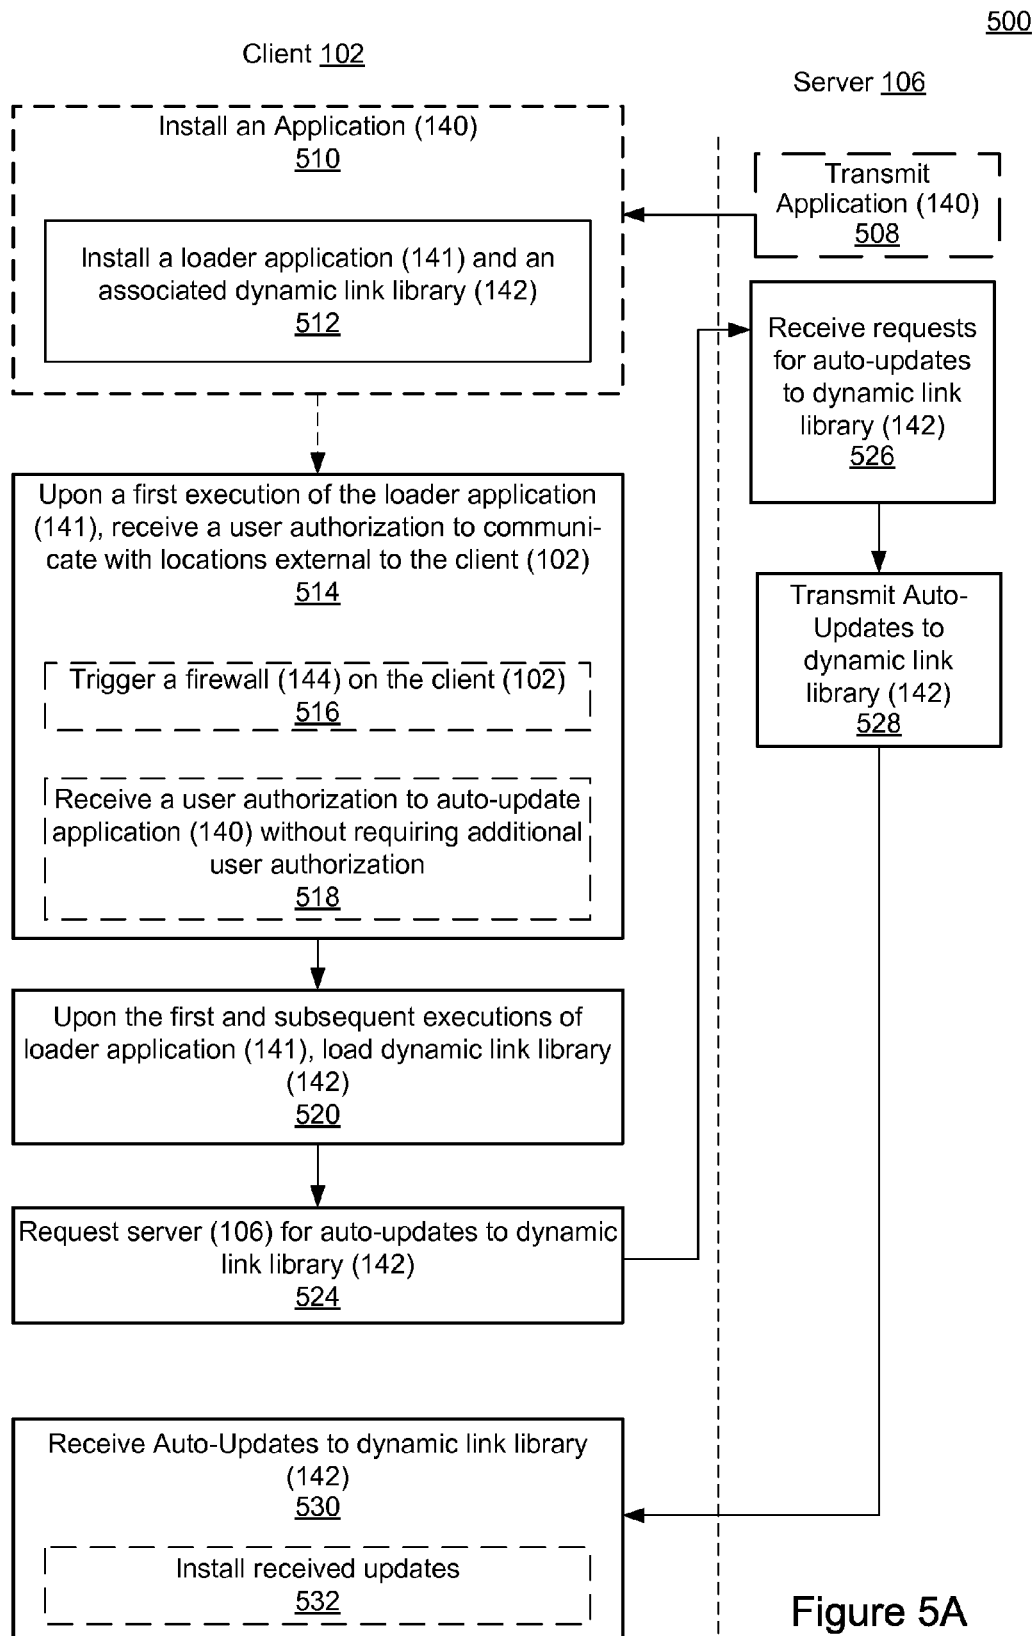 500
Client 102
Server 106
Install an Application (140)
510
Install a loader application (141) and an
associated dynamic link library (142)
512
Transmit
Application (140)
508
Receive requests
for auto-updates
to dynamic link
library (142)
526
Upon a first execution of the loader application
(141), receive a user authorization to communi-
cate with locations external to the client (102)
514
Trigger a firewall (144) on the client (102)
516
Receive a user authorization to auto-update
application (140) without requiring additional
user authorization
518
Transmit Auto-
Updates to
dynamic link
library (142)
528
Upon the first and subsequent executions of
loader application (141), load dynamic link library
(142)
520
Request server (106) for auto-updates to dynamic
link library (142)
524
Receive Auto-Updates to dynamic link library
(142)
530
Install received updates
532
Figure 5A